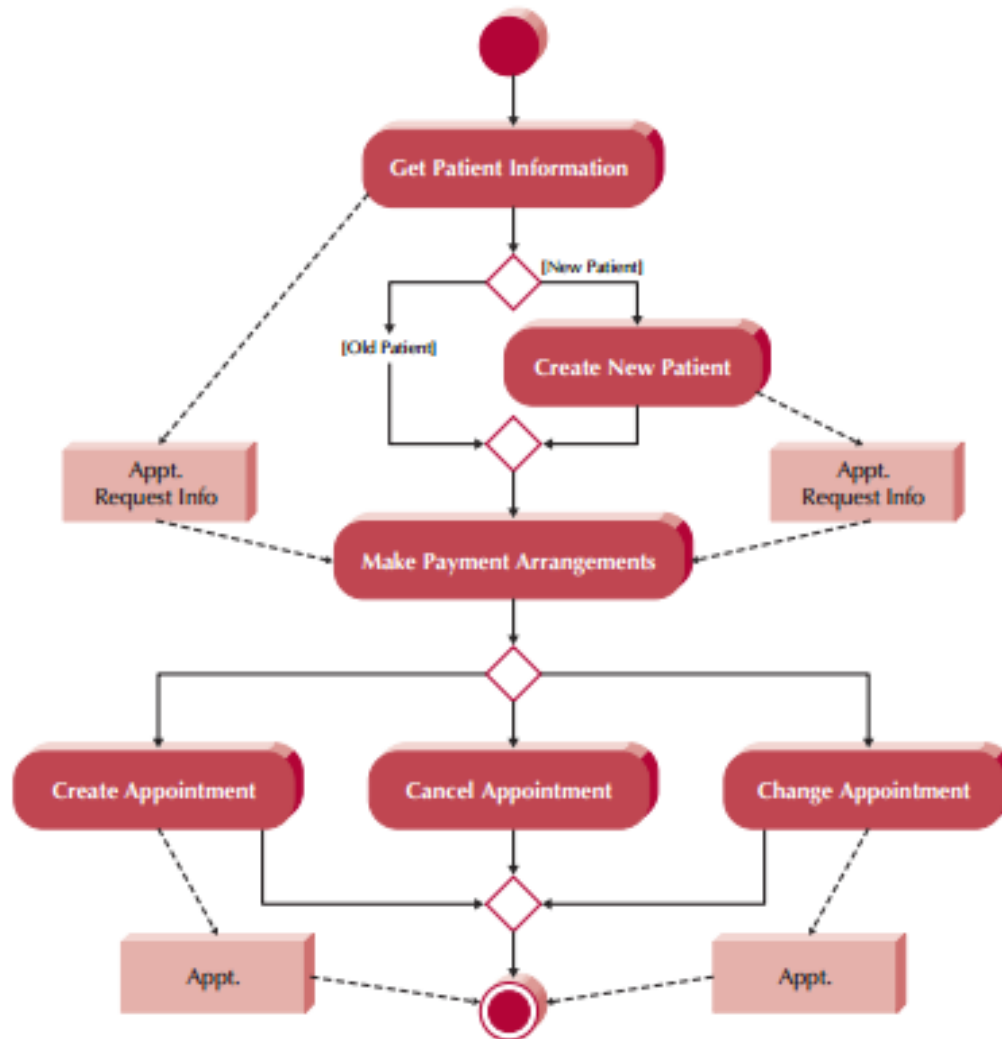 Get Patient Information
[New Patient]
[Old Patient]
Create New Patient
Appt.
Request Info
Appt.
Request Info
Make Payment Arrangements
Create Appointment
Cancel Appointment
Change Appointment
Appt.
Appt.